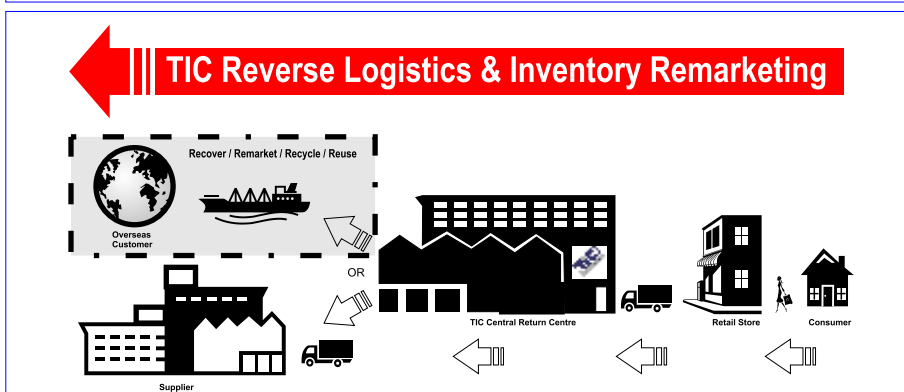 TIC Reverse Logistics & Inventory Remarketing
Recover / Remarket / Recycle / Reuse
Overseas
Customer
OR
TIC
TIC Central Return Centre
Retail Store
Consumer
Supplier